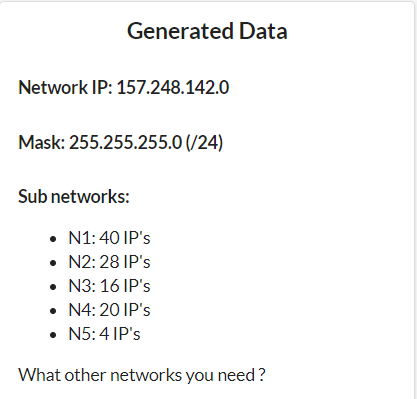 Generated Data
Network IP: 157.248.142.0
Mask: 255.255.255.0 (/24)
Sub networks:
• N1: 40 IP's
• N2: 28 IP's
• N3: 16 IP's
• N4: 20 IP's
• N5: 4 IP's
What other networks you need ?